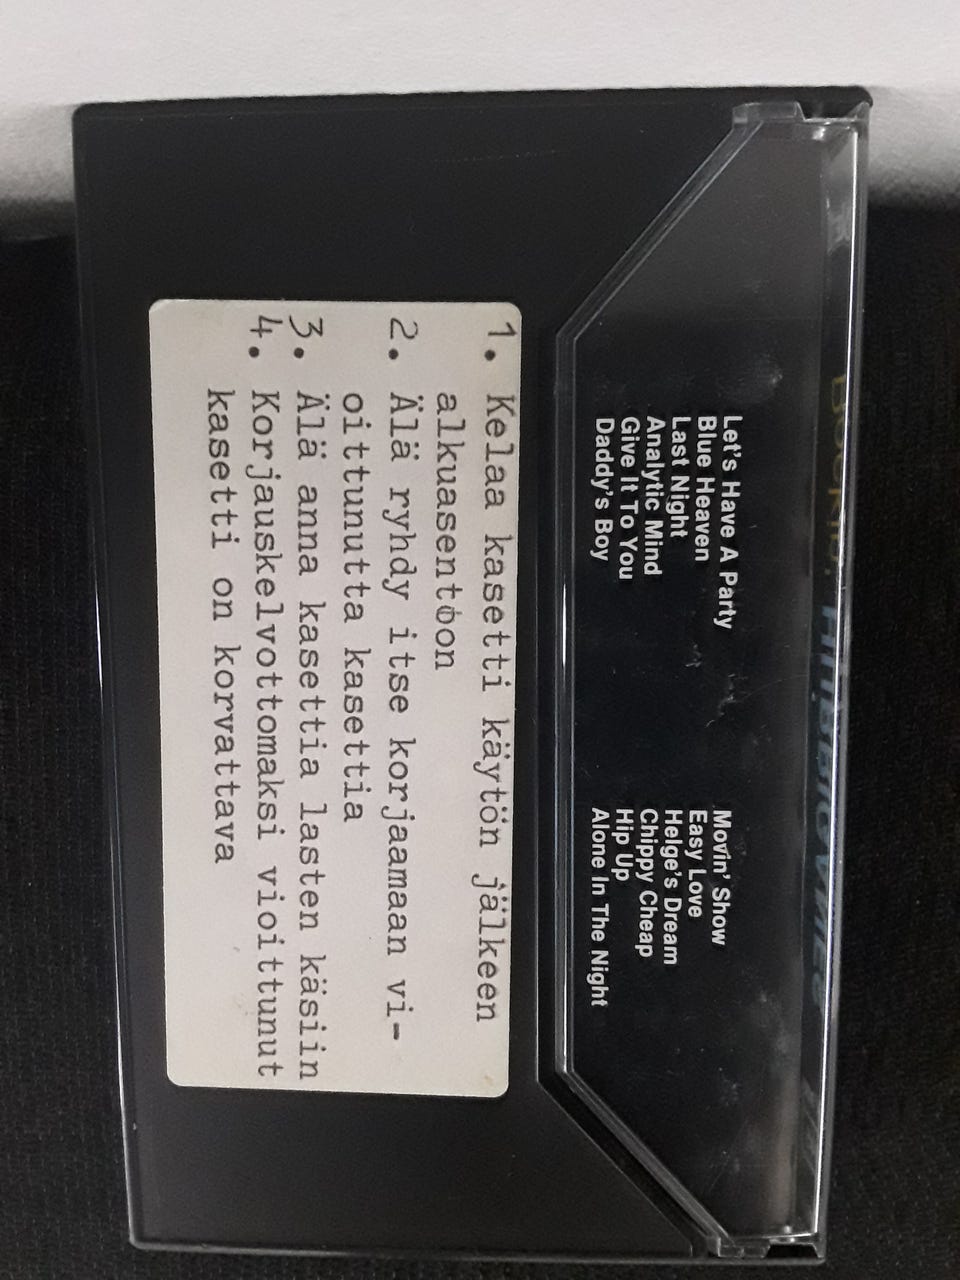 Let's Have A Party
Blue Heaven
Last Night
Analytic Mind
Give It To You
Daddy's Boy
Movin' Show
Easy Love
Helge's Dream
Chippy Cheap
Hip Up
Alone In The Night
1. Kelaa kasetti käytön jälkeen
alkuasentoon
2. Älä ryhdy itse korjaamaan vi-
oittunutta kasettia
3. Älä anna kasettia lasten käsiin
4. Korjauskelvottomaksi vioittunut
kasetti on korvattava